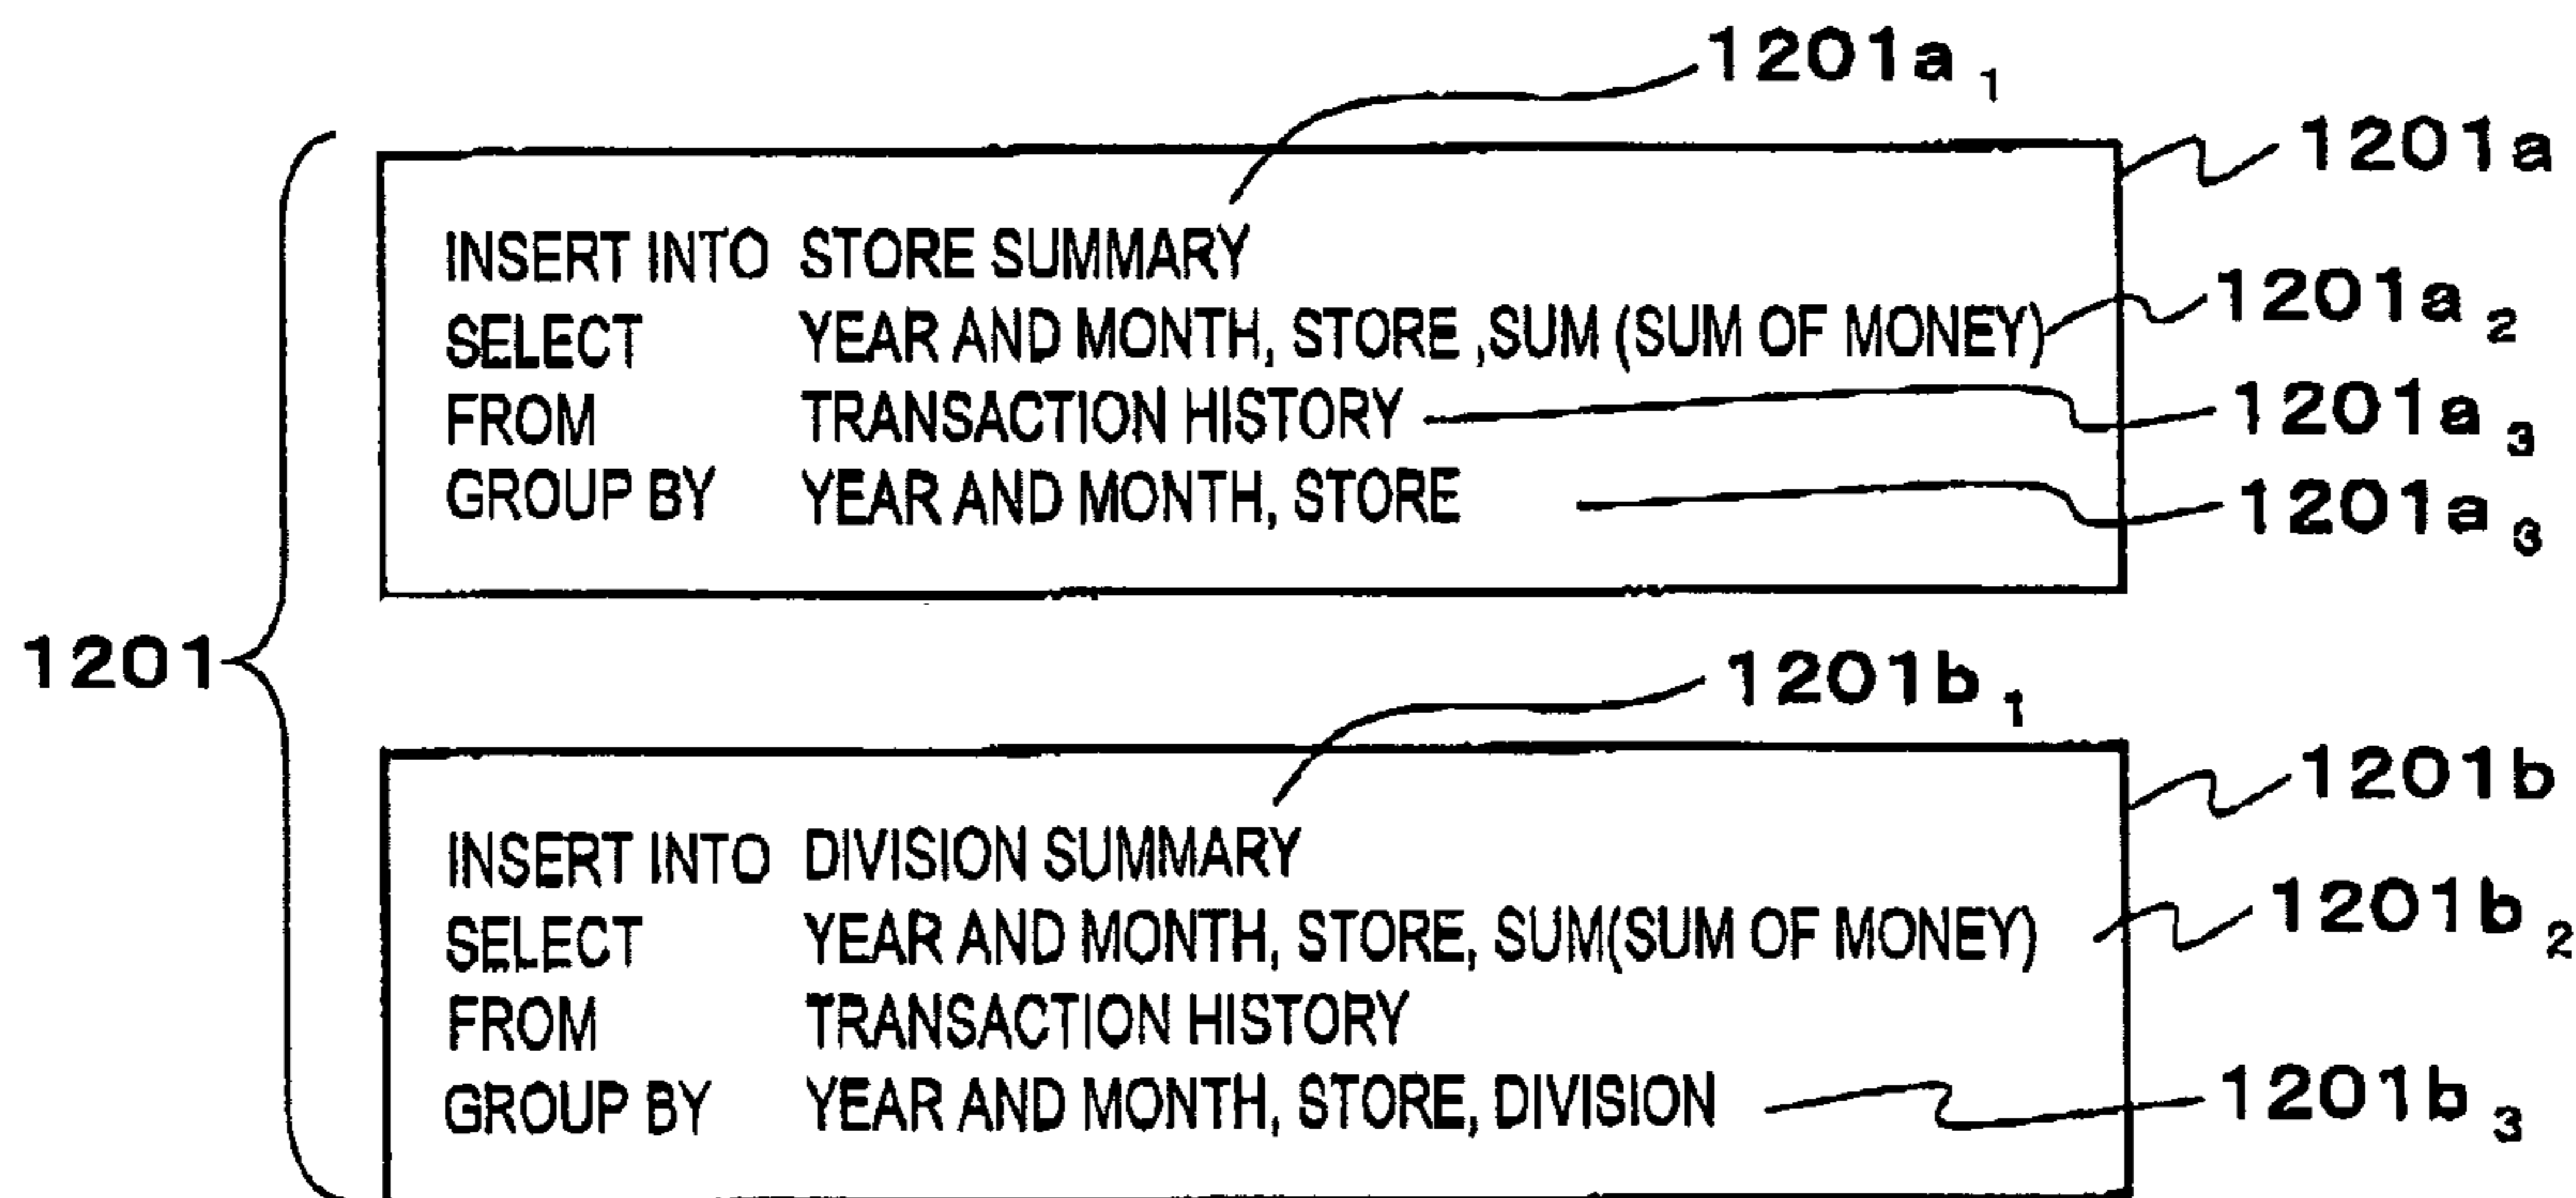 1201a₁
1201a
INSERT INTO STORE SUMMARY
SELECT YEAR AND MONTH, STORE ,SUM (SUM OF MONEY) 1201a₂
FROM TRANSACTION HISTORY 1201a₃
GROUP BY YEAR AND MONTH, STORE 1201a₃
1201
1201b₁
1201b
INSERT INTO DIVISION SUMMARY
SELECT YEAR AND MONTH, STORE, SUM(SUM OF MONEY) 1201b₂
FROM TRANSACTION HISTORY
GROUP BY YEAR AND MONTH, STORE, DIVISION 1201b₃